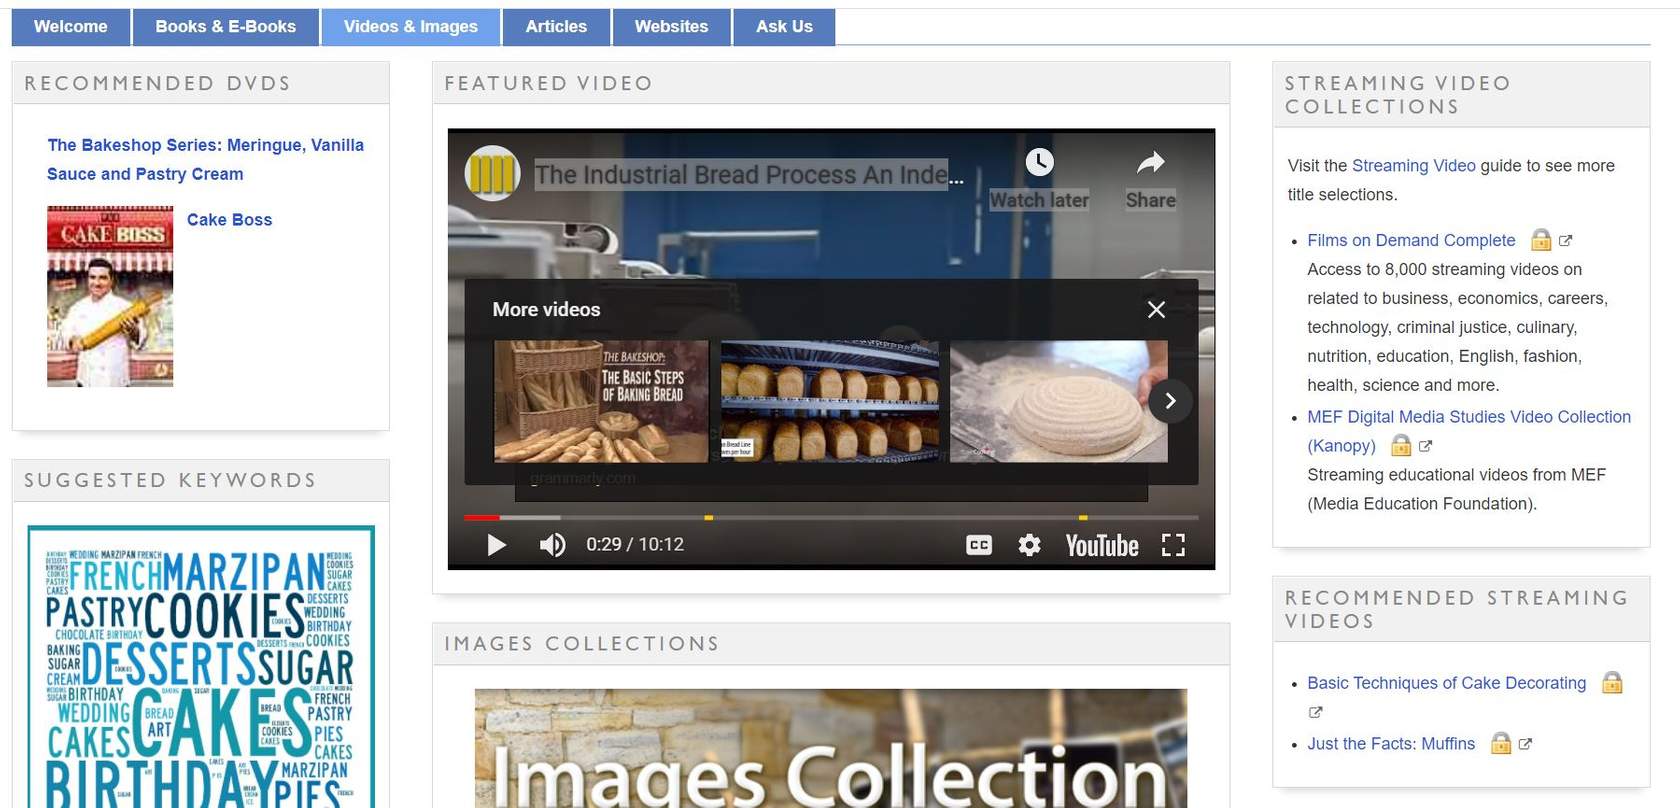 Welcome
Books & E-Books
Videos & Images
Articles
Websites
Ask Us
RECOMMENDED DVDS
The Bakeshop Series: Meringue, Vanilla
Sauce and Pastry Cream
CAKE BOSS
Cake Boss
SUGGESTED KEYWORDS
FRENCH MARZIPAN
PASTRY COOKIES
CHOCOLATE BIRTHDAY
DESSERTS
WEDDING
BIRTHDAY
COOKIES
BAKING
SUGAR
CREAM
DESSERTS SUGAR
BIRTHDAY
WEDDING
CAKES
BREAD
ART
CAKES
BREAD
COOKIES
CAKES
FRENCH
PASTRY
PIES
CAKES
BIRTHDAY
MARZIPAN
PIES
FEATURED VIDEO
The Industrial Bread Process An Inde...
Watch later
Share
More videos
THE BAKESHOP:
THE BASIC STEPS
OF BAKING BREAD
n Bread Line
ves per hour
grammarly.com
0:29 / 10:12
CC
YouTube
IMAGES COLLECTIONS
Images Collection
STREAMING VIDEO
COLLECTIONS
Visit the Streaming Video guide to see more
title selections.
• Films on Demand Complete
Access to 8,000 streaming videos on
related to business, economics, careers,
technology, criminal justice, culinary,
nutrition, education, English, fashion,
health, science and more.
• MEF Digital Media Studies Video Collection
(Kanopy)
Streaming educational videos from MEF
(Media Education Foundation).
RECOMMENDED STREAMING
VIDEOS
• Basic Techniques of Cake Decorating
• Just the Facts: Muffins